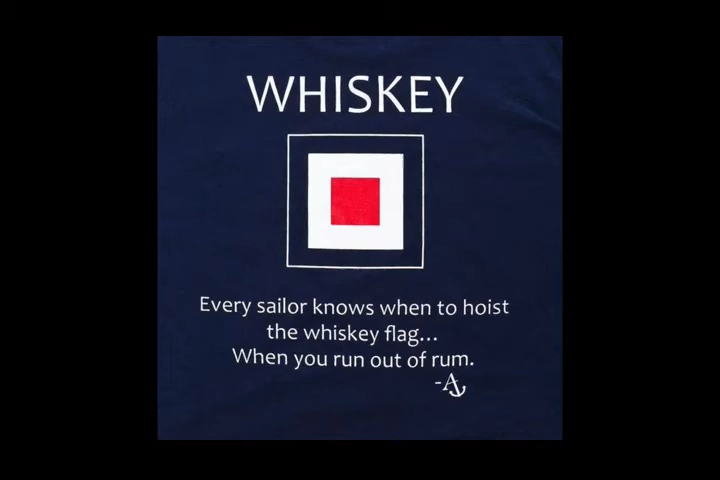 WHISKEY
Every sailor knows when to hoist
the whiskey flag...
When you run out of rum.
-A